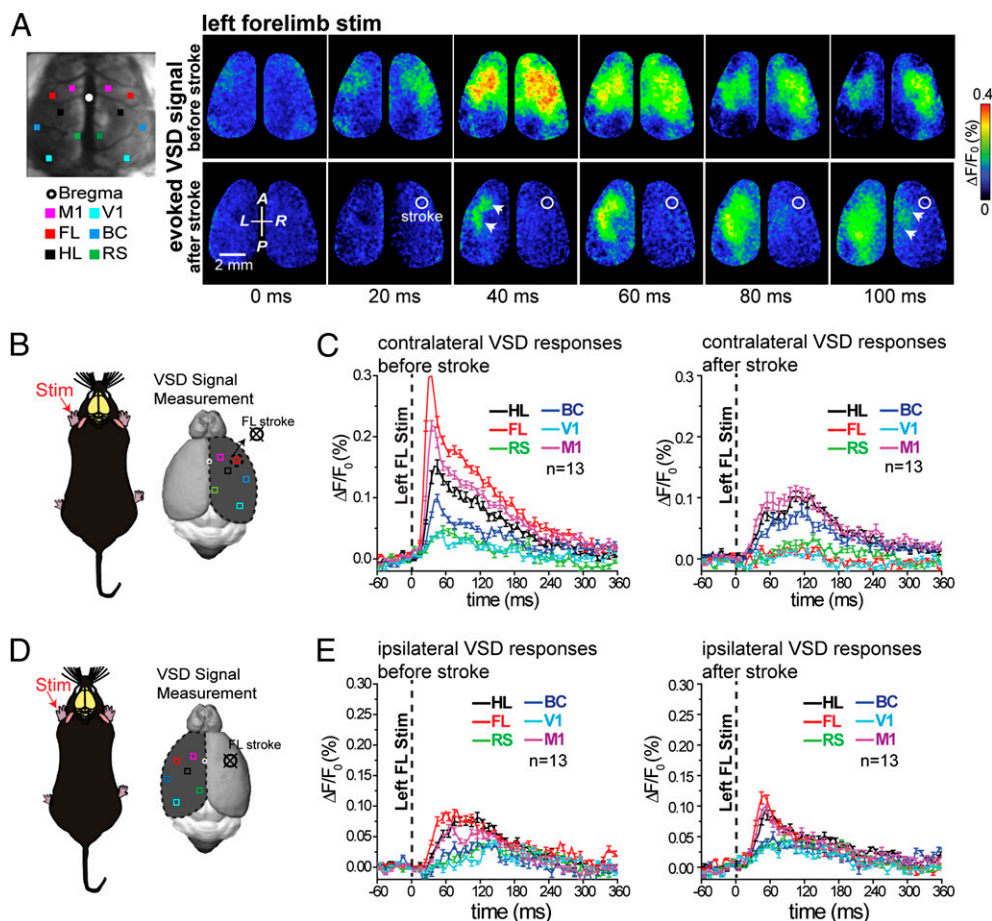 A
left forelimb stim
evoked VSD signal
before stroke
after stroke
Bregma
M1 V1
FL BC
HL RS
A
L R
P
2 mm
stroke
0 ms 20 ms 40 ms 60 ms 80 ms 100 ms
0.4
ΔF/F0 (%)
0
B
Stim
VSD Signal
Measurement
FL stroke
C
contralateral VSD responses
before stroke
ΔF/F0 (%)
0.3
0.2
0.1
0.0
Left FL Stim
HL BC
FL V1
RS M1
n=13
-60 0 60 120 180 240 300 360
time (ms)
contralateral VSD responses
after stroke
ΔF/F0 (%)
0.3
0.2
0.1
0.0
Left FL Stim
HL BC
FL V1
RS M1
n=13
-60 0 60 120 180 240 300 360
time (ms)
D
Stim
VSD Signal
Measurement
FL stroke
E
ipsilateral VSD responses
before stroke
ΔF/F0 (%)
0.30
0.25
0.20
0.15
0.10
0.05
0.00
Left FL Stim
HL BC
FL V1
RS M1
n=13
-60 0 60 120 180 240 300 360
time (ms)
ipsilateral VSD responses
after stroke
ΔF/F0 (%)
0.30
0.25
0.20
0.15
0.10
0.05
0.00
Left FL Stim
HL BC
FL V1
RS M1
n=13
-60 0 60 120 180 240 300 360
time (ms)